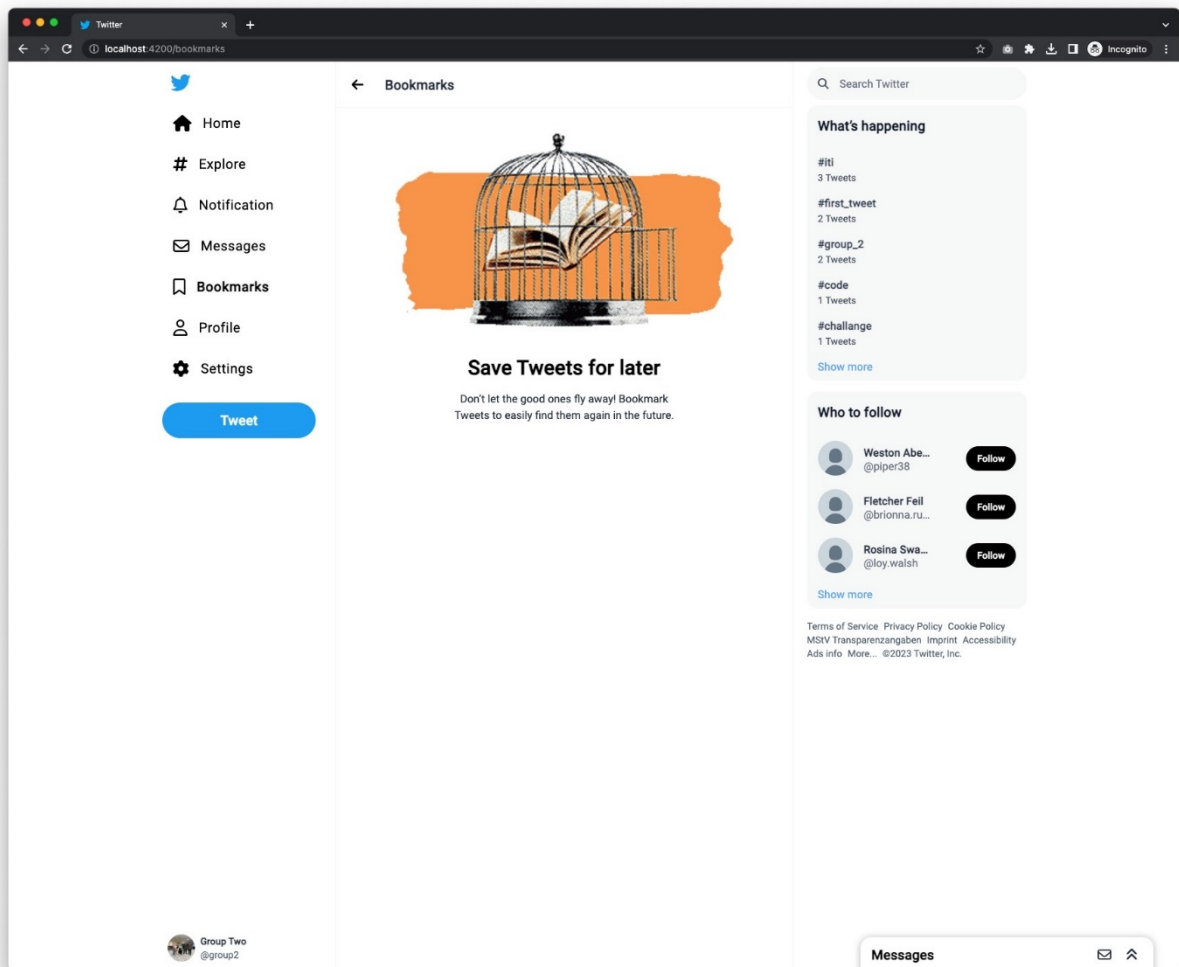 Twitter
localhost:4200/bookmarks
Incognito
Home
Explore
Notification
Messages
Bookmarks
Profile
Settings
Tweet
Group Two
@group2
Bookmarks
Save Tweets for later
Don't let the good ones fly away! Bookmark
Tweets to easily find them again in the future.
Search Twitter
What's happening
#iti
3 Tweets
#first_tweet
2 Tweets
#group_2
2 Tweets
#code
1 Tweets
#challange
1 Tweets
Show more
Who to follow
Weston Abe...
@piper38
Follow
Fletcher Feil
@brionna.ru...
Follow
Rosina Swa...
@loy.walsh
Follow
Show more
Terms of Service Privacy Policy Cookie Policy
MStV Transparenzangaben Imprint Accessibility
Ads info More... ©2023 Twitter, Inc.
Messages